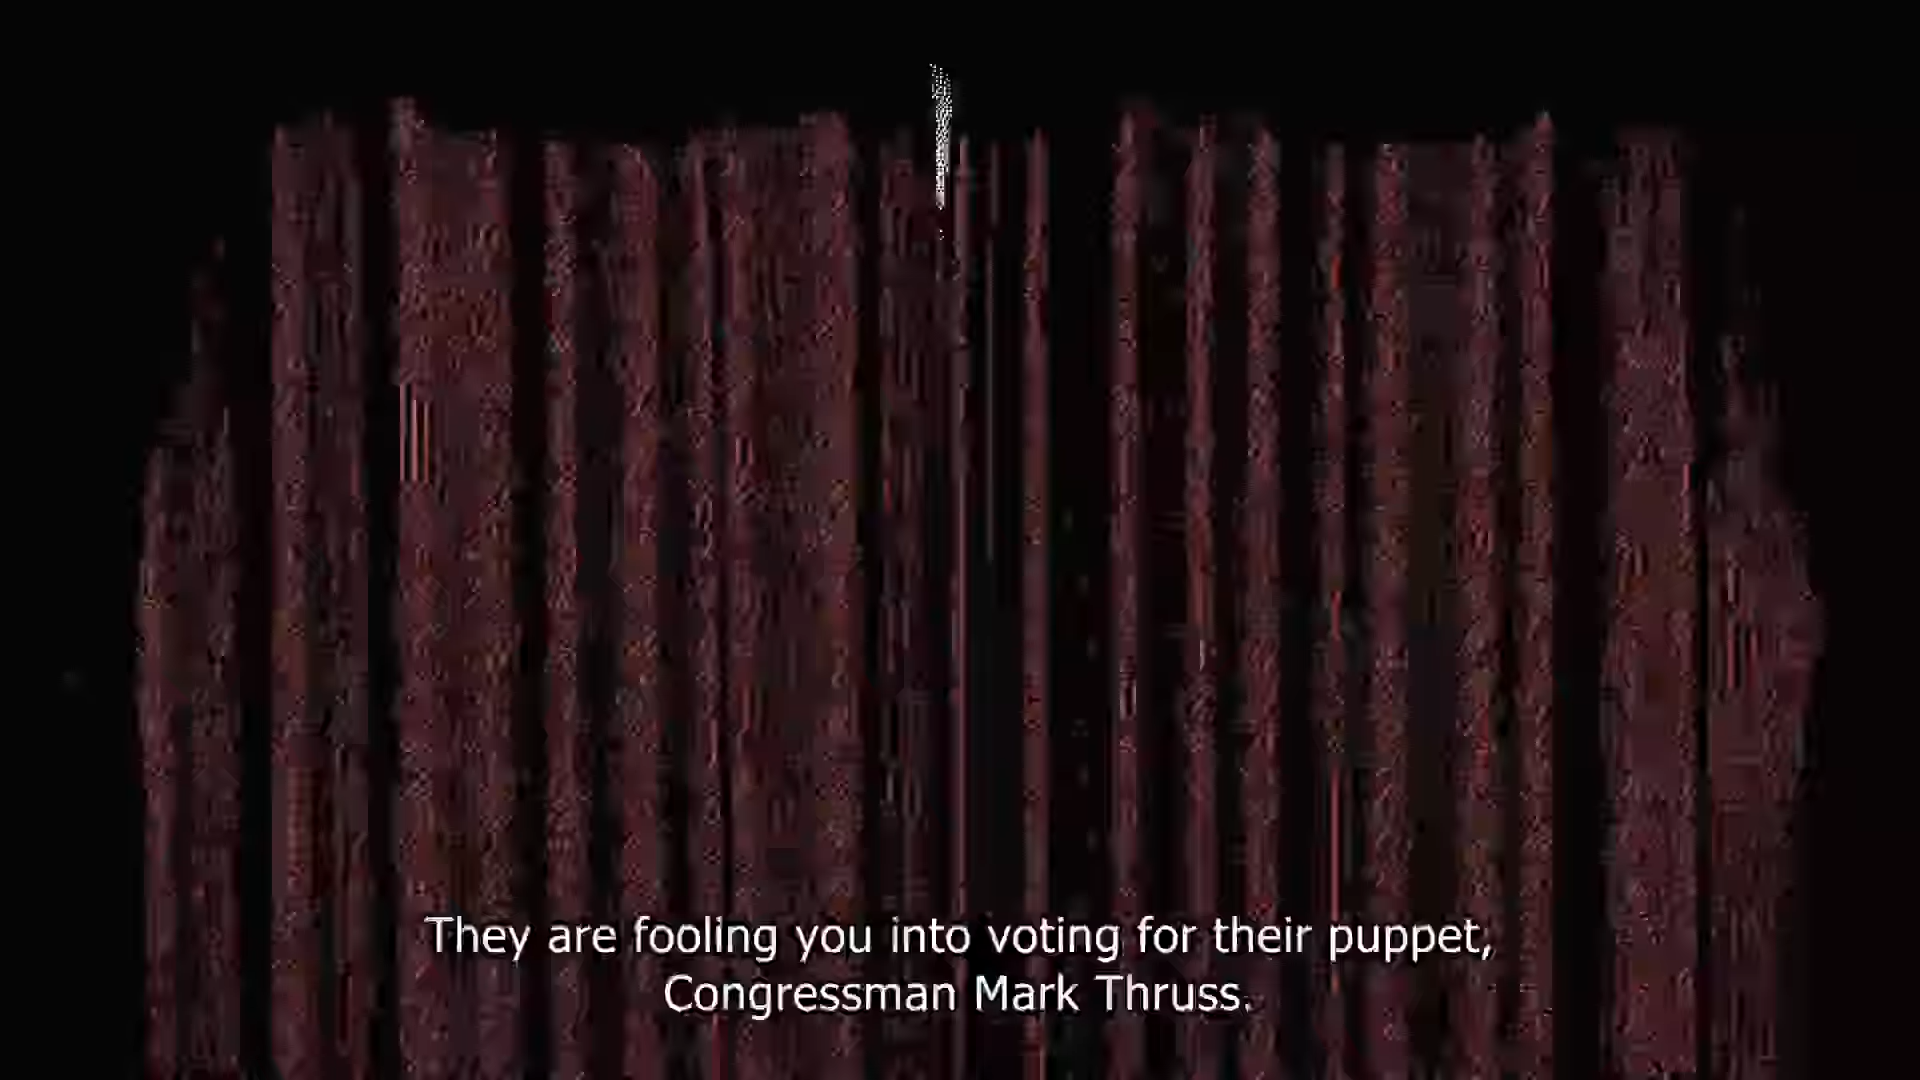 They are fooling you into voting for their puppet,
Congressman Mark Thruss.